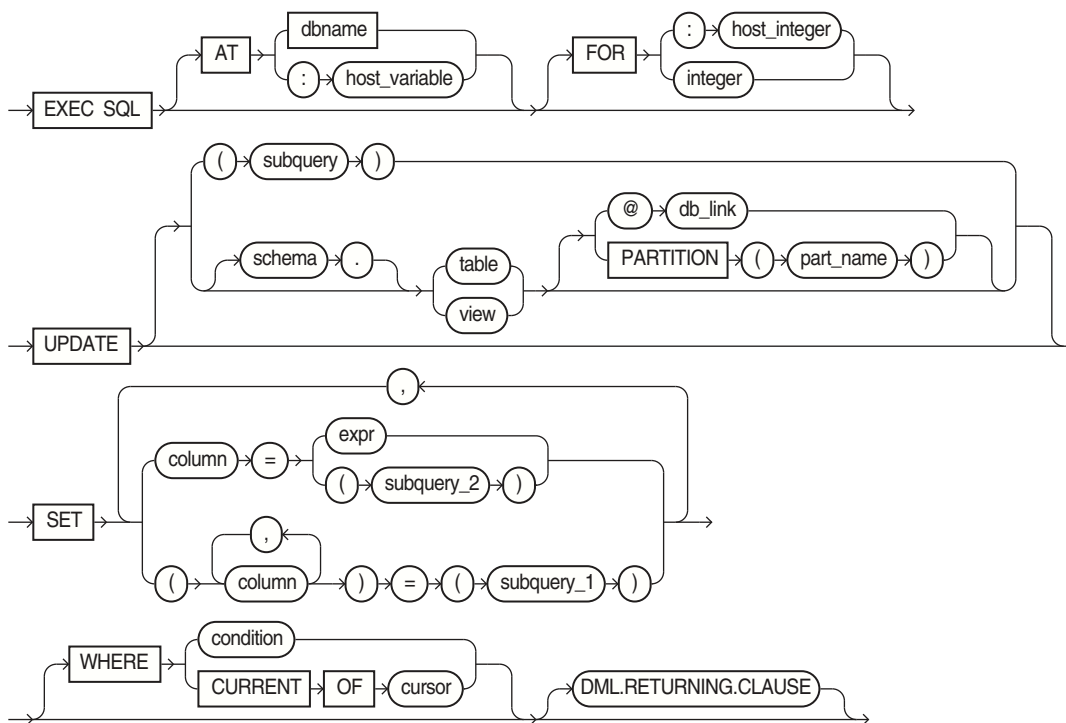 dbname
AT
: host_variable
: host_integer
FOR
integer
EXEC SQL
( subquery )
schema .
table
view
@ db_link
PARTITION ( part_name )
UPDATE
,
column =
expr
( subquery_2 )
SET
,
( column ) = ( subquery_1 )
condition
WHERE
CURRENT OF cursor
DML.RETURNING.CLAUSE